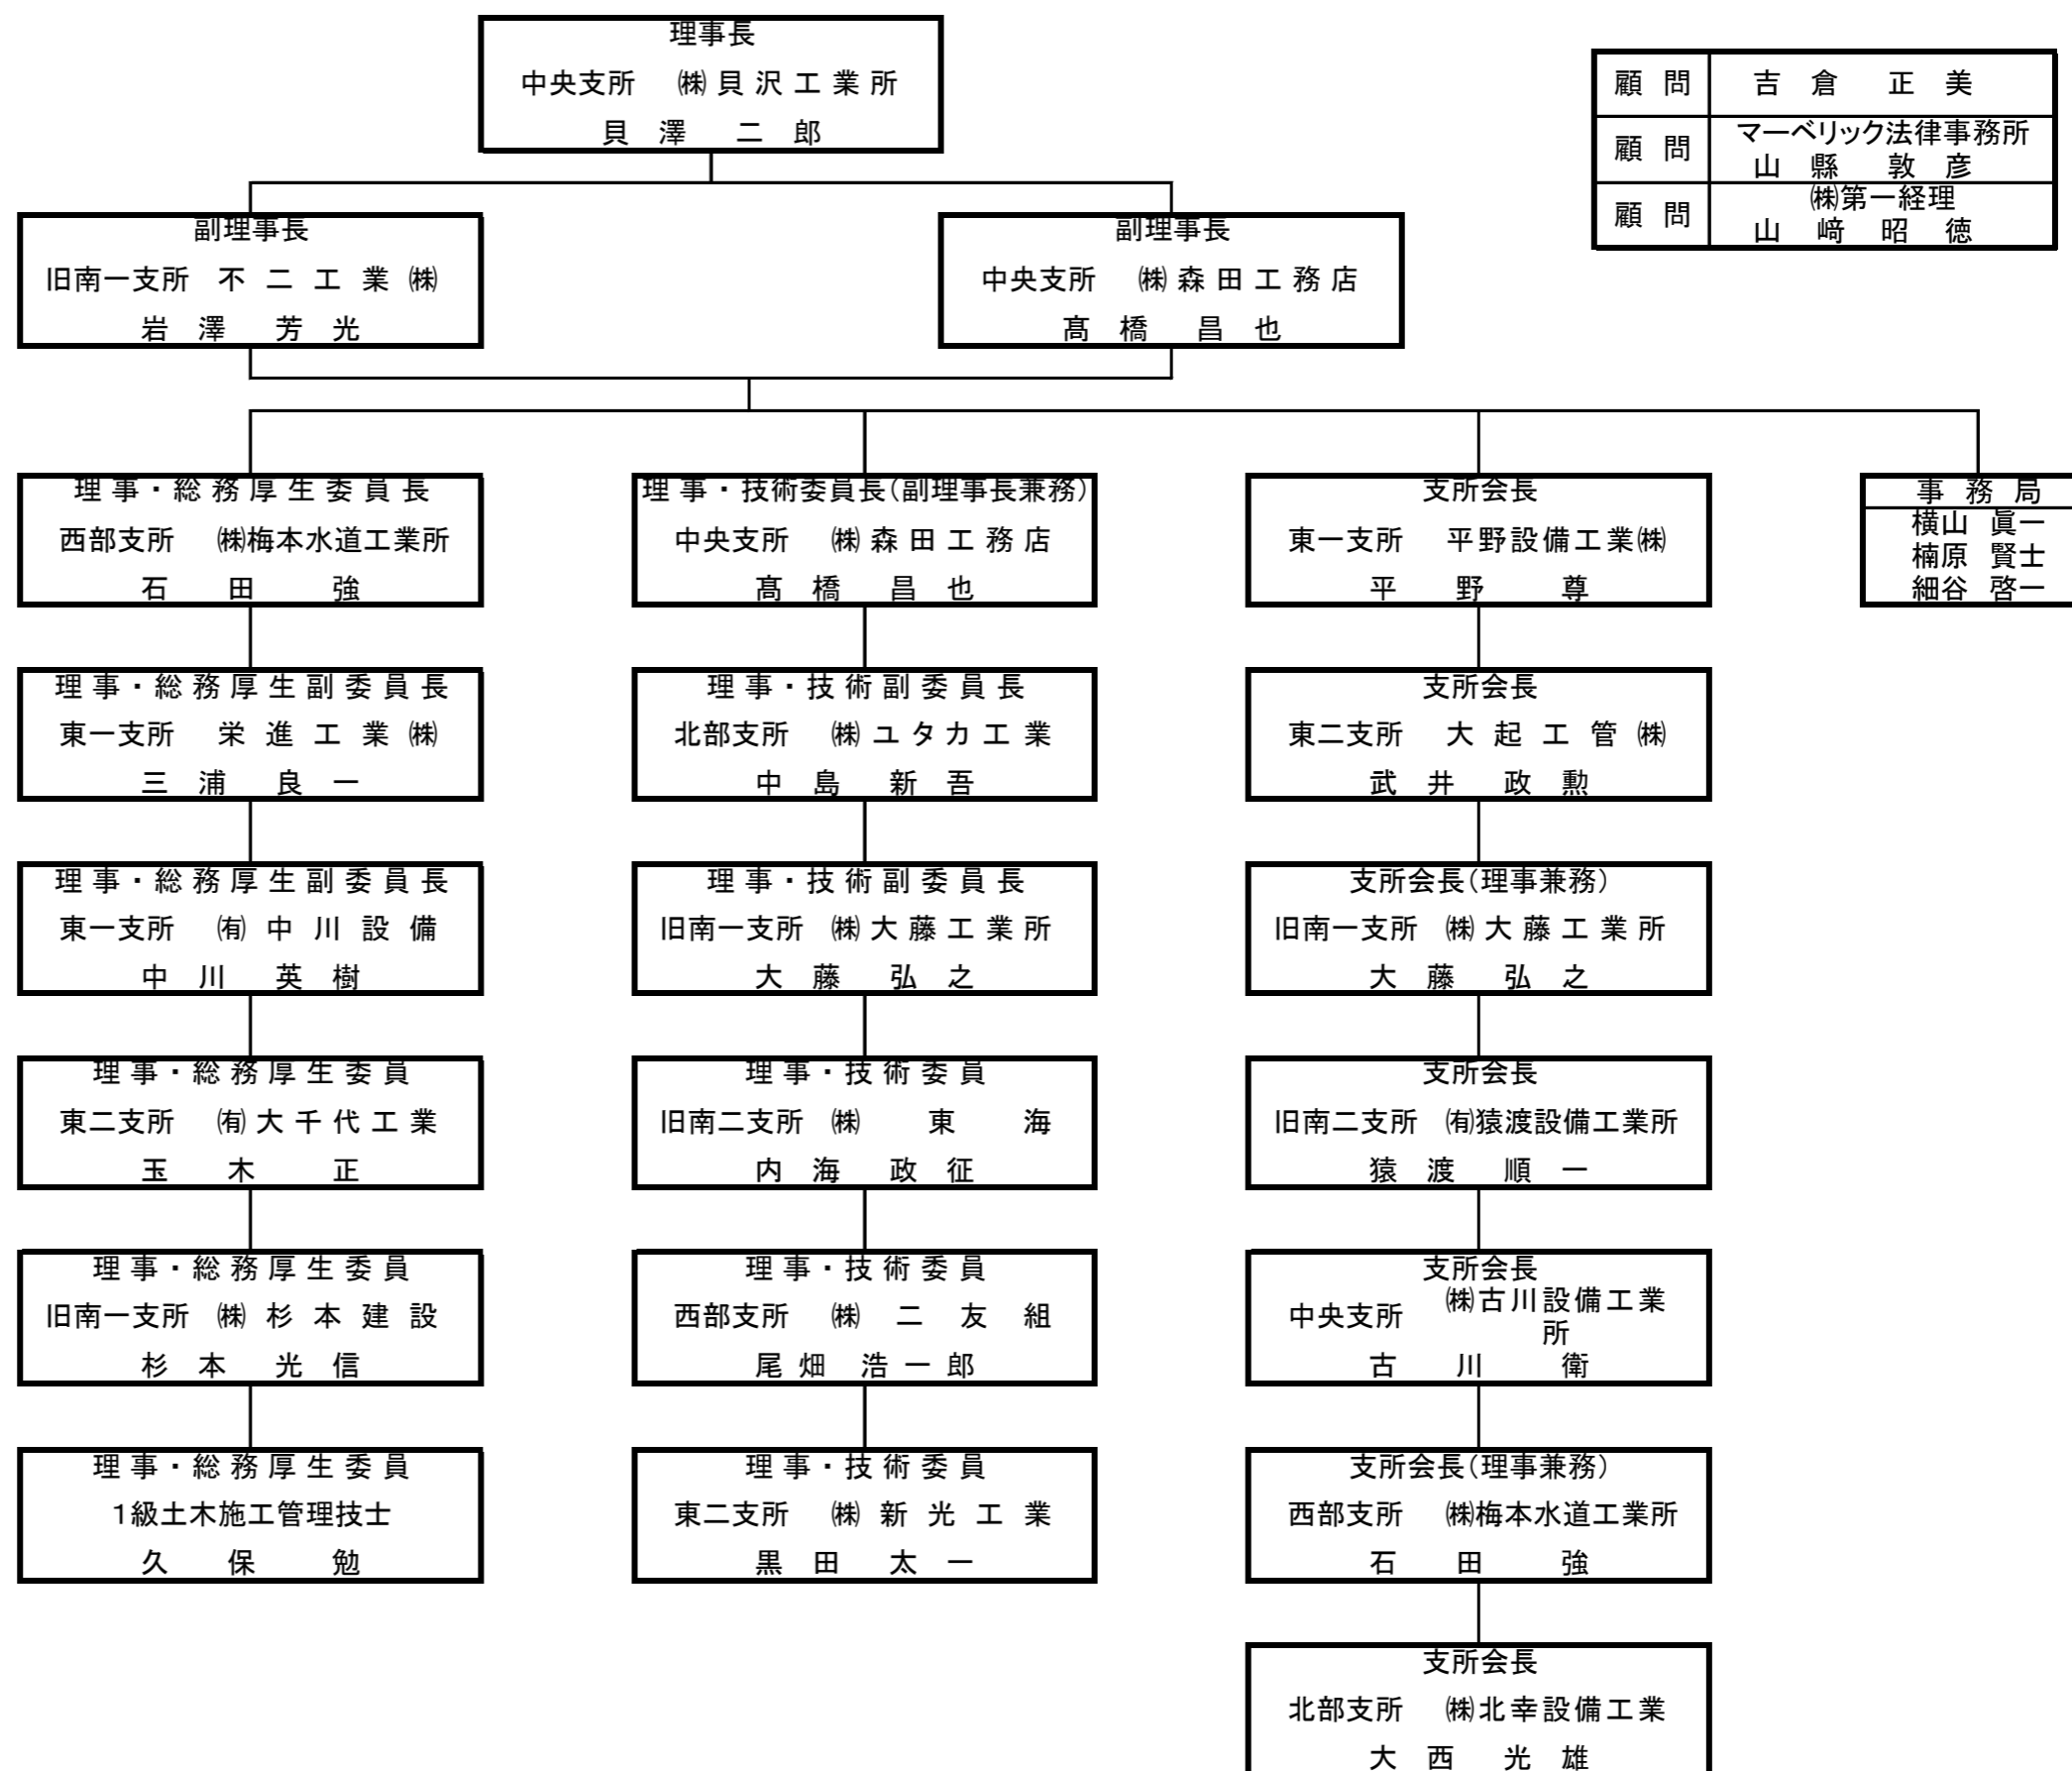 理事長
中央支所 ㈱貝沢工業所
貝澤 二郎
顧問 吉倉 正美
顧問 マーベリック法律事務所
山縣 敦彦
顧問 ㈱第一経理
山﨑 昭徳
副理事長
旧南一支所 不二工業㈱
岩澤 芳光
副理事長
中央支所 ㈱森田工務店
髙橋 昌也
理事・総務厚生委員長
西部支所 ㈱梅本水道工業所
石田 強
理事・総務厚生副委員長
東一支所 栄進工業㈱
三浦 良一
理事・総務厚生副委員長
東一支所 ㈲中川設備
中川 英樹
理事・総務厚生委員
東二支所 ㈲大千代工業
玉木 正
理事・総務厚生委員
旧南一支所 ㈱杉本建設
杉本 光信
理事・総務厚生委員
1級土木施工管理技士
久保 勉
理事・技術委員長(副理事長兼務)
中央支所 ㈱森田工務店
髙橋 昌也
理事・技術副委員長
北部支所 ㈱ユタカ工業
中島 新吾
理事・技術副委員長
旧南一支所 ㈱大藤工業所
大藤 弘之
理事・技術委員
旧南二支所 ㈱東海
内海 政征
理事・技術委員
西部支所 ㈱二友組
尾畑 浩一郎
理事・技術委員
東二支所 ㈱新光工業
黒田 太一
支所会長
東一支所 平野設備工業㈱
平野 尊
支所会長
東二支所 大起工管㈱
武井 政勲
支所会長(理事兼務)
旧南一支所 ㈱大藤工業所
大藤 弘之
支所会長
旧南二支所 ㈲猿渡設備工業所
猿渡 順一
支所会長
中央支所 ㈱古川設備工業
所
古川 衛
支所会長(理事兼務)
西部支所 ㈱梅本水道工業所
石田 強
支所会長
北部支所 ㈱北幸設備工業
大西 光雄
事務局
横山 眞一
楠原 賢士
細谷 啓一